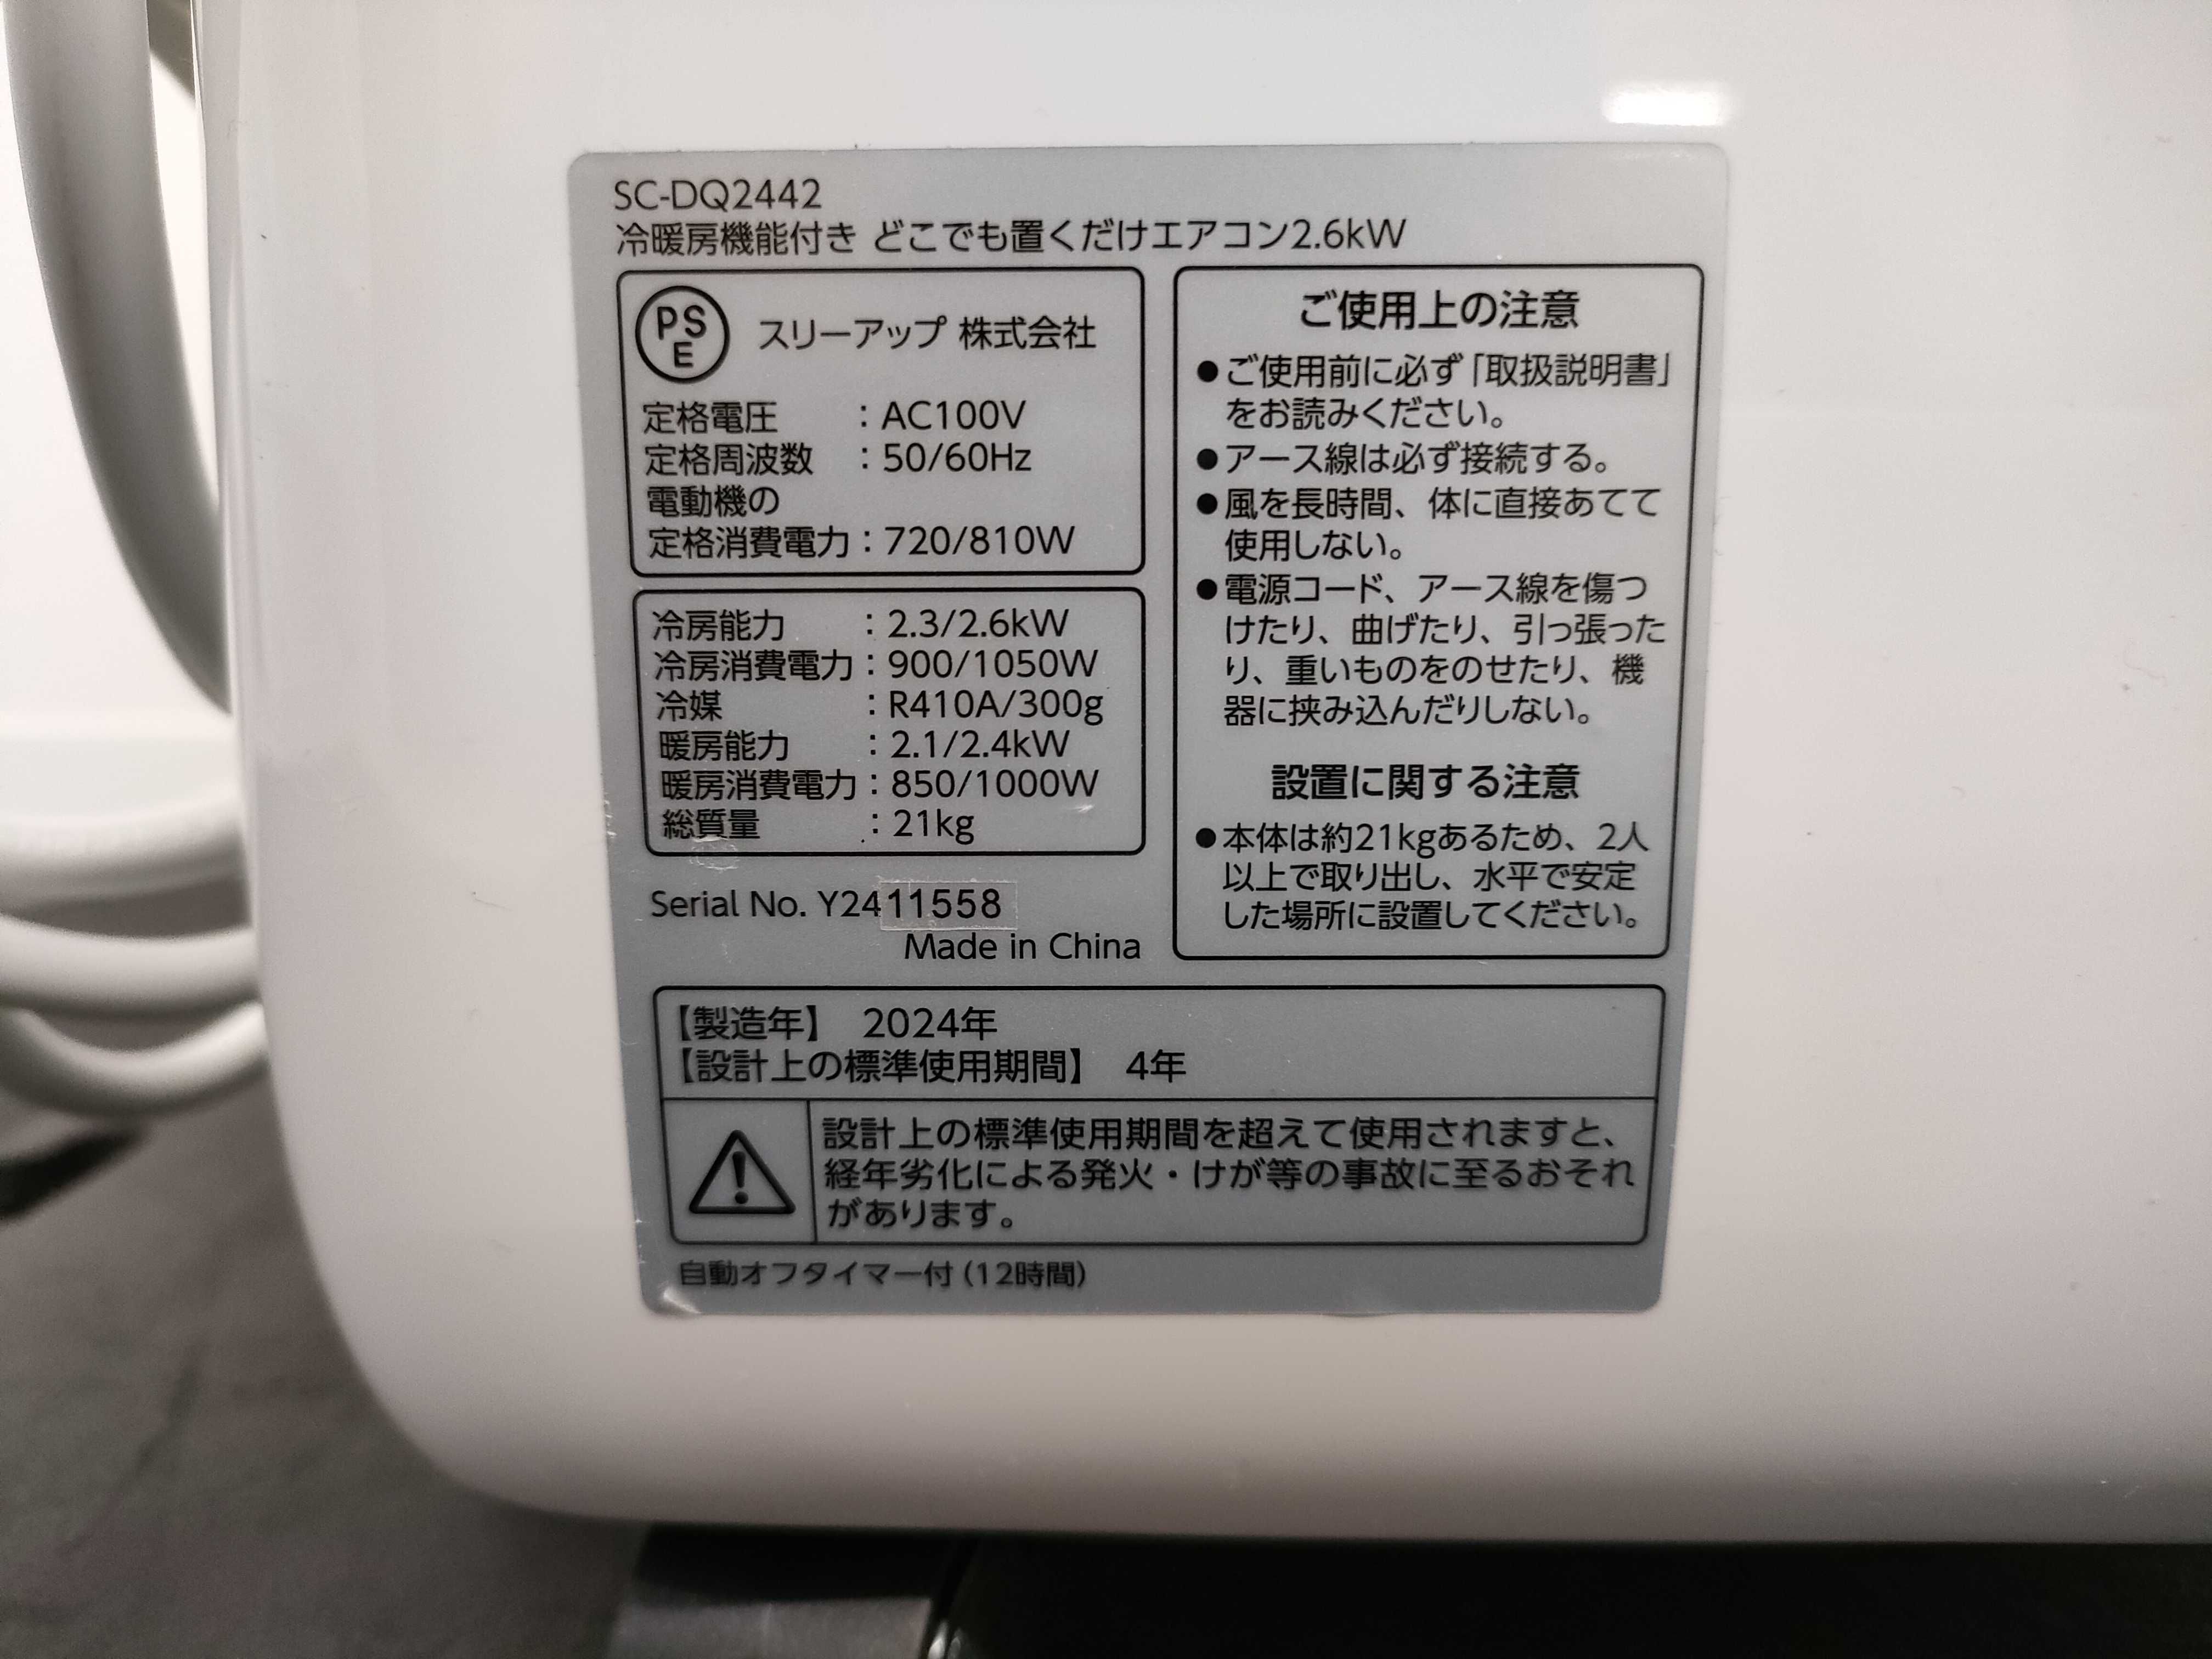 SC-DQ2442
冷暖房機能付き どこでも置くだけエアコン2.6kW
PS
E
スリーアップ 株式会社
定格電圧 : AC100V
定格周波数 : 50/60Hz
電動機の
定格消費電力 : 720/810W
冷房能力 : 2.3/2.6kW
冷房消費電力 : 900/1050W
冷媒 : R410A/300g
暖房能力 : 2.1/2.4kW
暖房消費電力 : 850/1000W
総質量 : 21kg
Serial No. Y2411558
Made in China
ご使用上の注意
●ご使用前に必ず「取扱説明書」
をお読みください。
●アース線は必ず接続する。
●風を長時間、体に直接あてて
使用しない。
●電源コード、アース線を傷つ
けたり、曲げたり、引っ張った
り、重いものをのせたり、機
器に挟み込んだりしない。
設置に関する注意
●本体は約21kgあるため、2人
以上で取り出し、水平で安定
した場所に設置してください。
【製造年】 2024年
【設計上の標準使用期間】 4年
設計上の標準使用期間を超えて使用されますと、
経年劣化による発火・けが等の事故に至るおそれ
があります。
自動オフタイマー付(12時間)